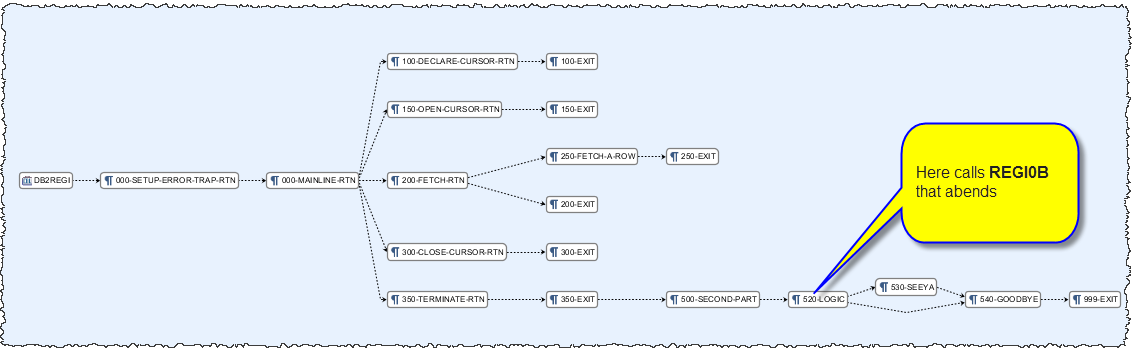 100-DECLARE-CURSOR-RTN
100-EXIT
150-OPEN-CURSOR-RTN
150-EXIT
250-FETCH-A-ROW
250-EXIT
DB2REGI
000-SETUP-ERROR-TRAP-RTN
000-MAINLINE-RTN
200-FETCH-RTN
200-EXIT
300-CLOSE-CURSOR-RTN
300-EXIT
350-TERMINATE-RTN
350-EXIT
500-SECOND-PART
520-LOGIC
530-SEEYA
540-GOODBYE
999-EXIT
Here calls REGI0B
that abends